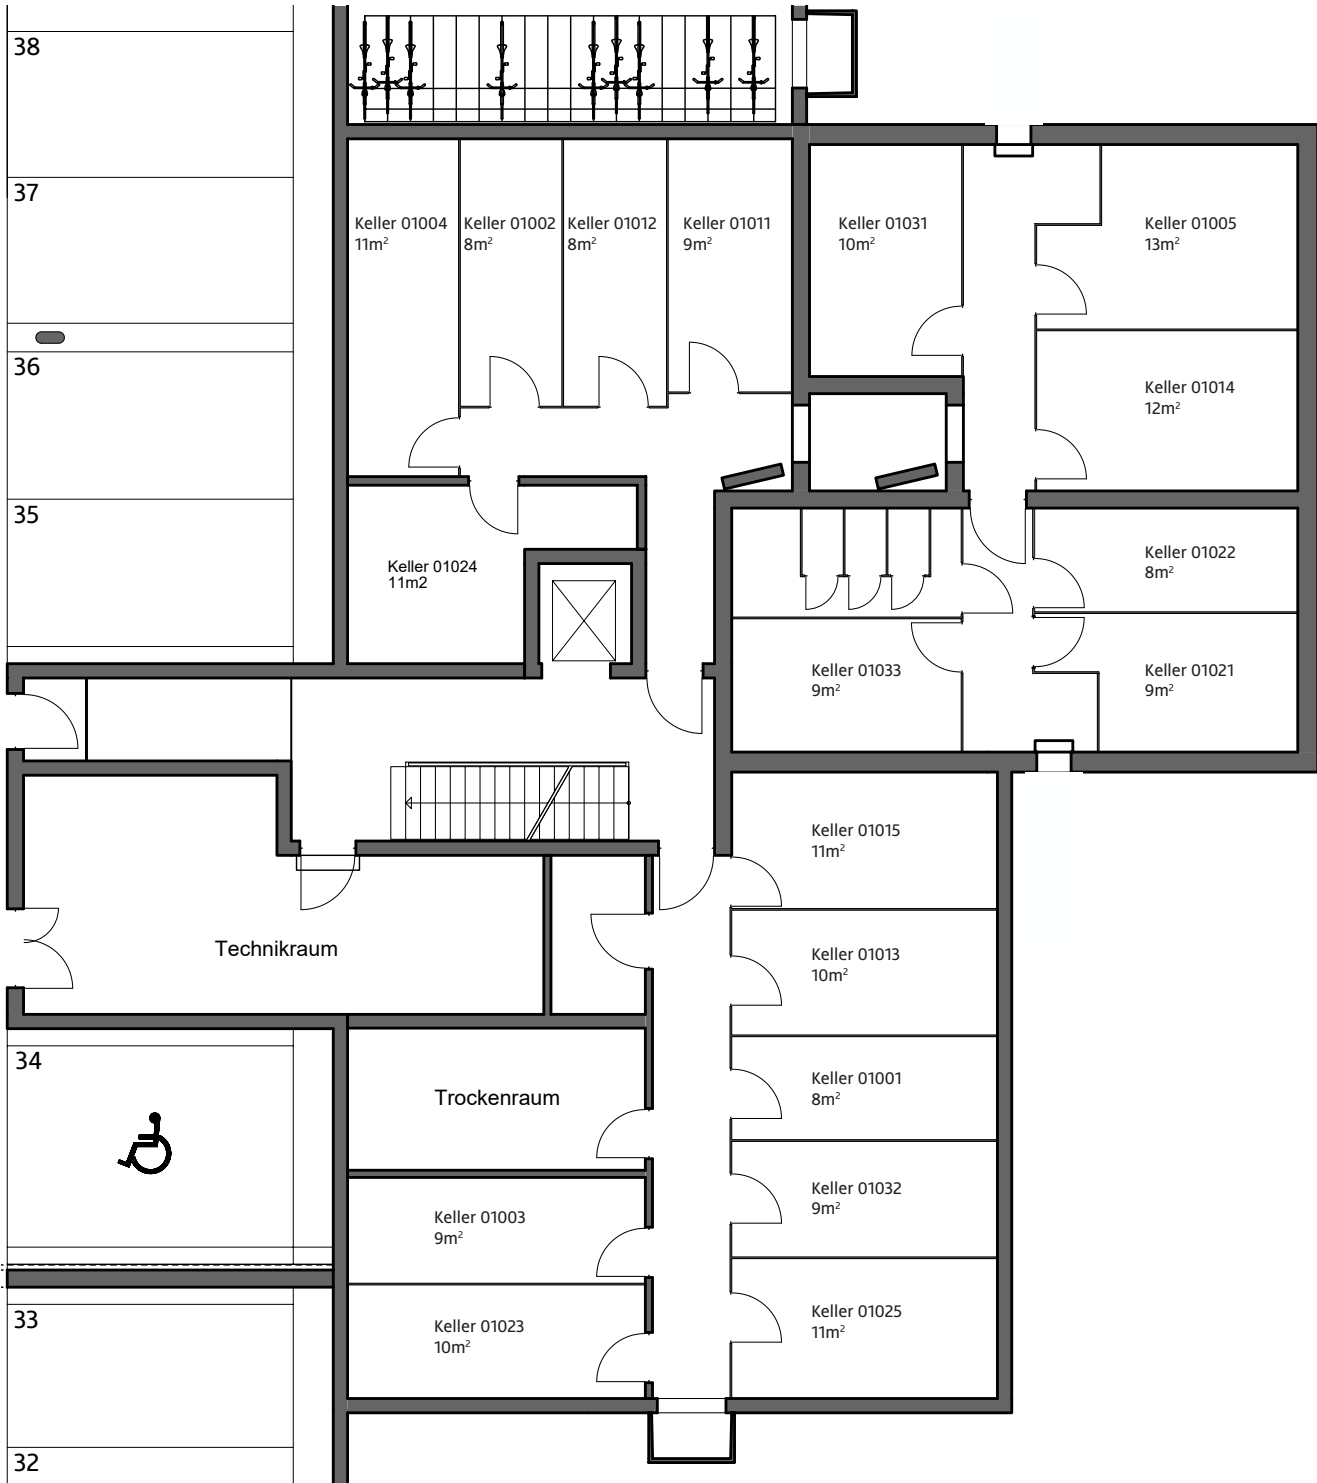 38
37
36
35
34
33
32
Keller 01004
11m²
Keller 01002
8m²
Keller 01012
8m²
Keller 01011
9m²
Keller 01031
10m²
Keller 01005
13m²
Keller 01014
12m²
Keller 01024
11m2
Keller 01022
8m²
Keller 01033
9m²
Keller 01021
9m²
Keller 01015
11m²
Technikraum
Keller 01013
10m²
Trockenraum
Keller 01001
8m²
Keller 01032
9m²
Keller 01003
9m²
Keller 01025
11m²
Keller 01023
10m²